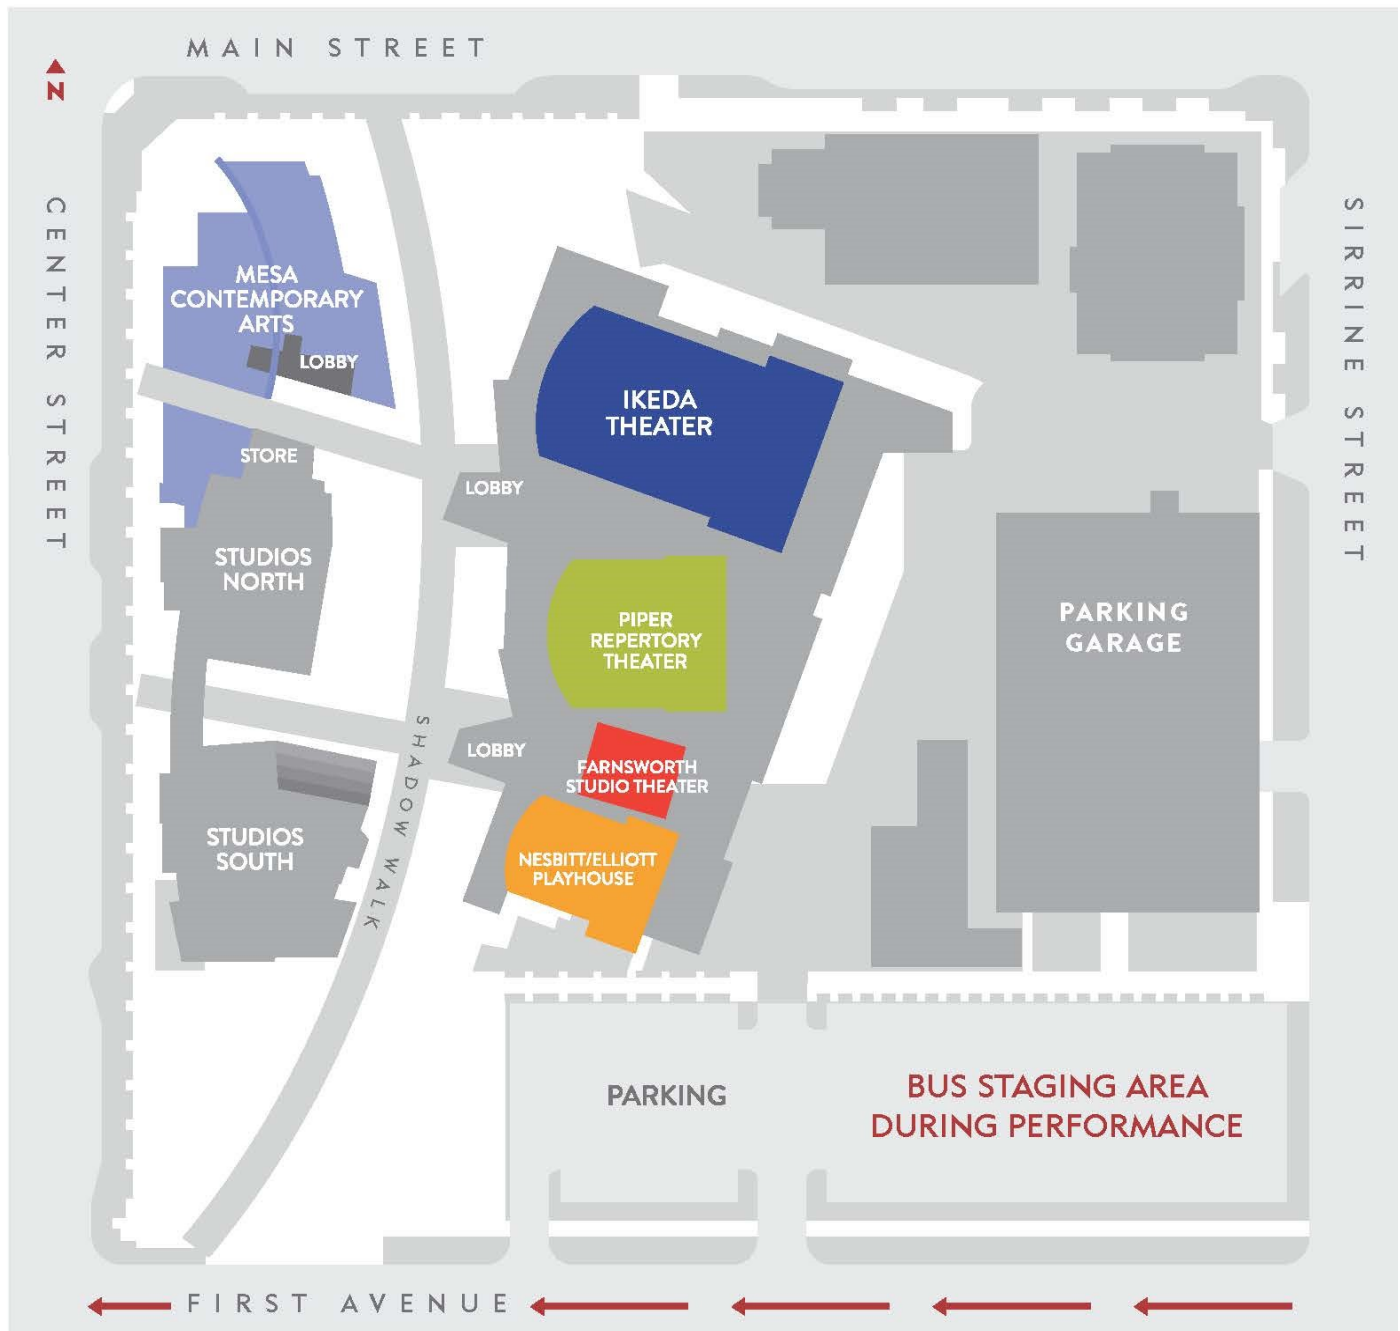 MAIN STREET
N
CENTER STREET
SIRRINE STREET
MESA
CONTEMPORARY
ARTS
LOBBY
IKEDA
THEATER
STORE
LOBBY
STUDIOS
NORTH
PIPER
REPERTORY
THEATER
PARKING
GARAGE
SHADOW WALK
LOBBY
FARNSWORTH
STUDIO THEATER
STUDIOS
SOUTH
NESBITT/ELLIOTT
PLAYHOUSE
PARKING
BUS STAGING AREA
DURING PERFORMANCE
FIRST AVENUE